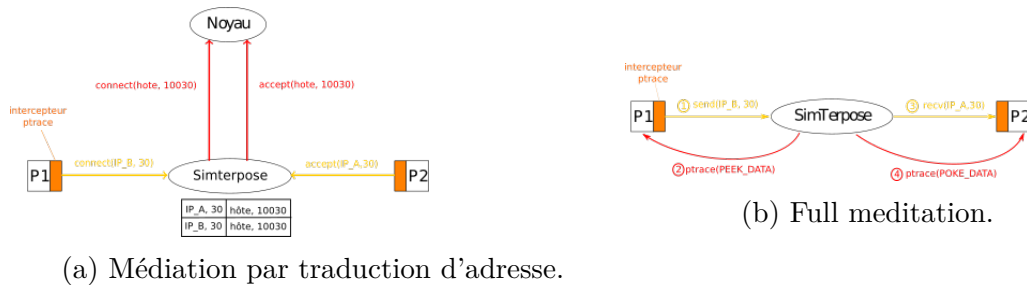 Noyau
connect(hote, 10030)
accept(hote, 10030)
intercepteur
ptrace
P1
connect(IP_B, 30)
Simterpose
accept(IP_A,30)
P2
IP_A, 30 hôte, 10030
IP_B, 30 hôte, 10030
(a) Médiation par traduction d'adresse.
intercepteur
ptrace
P1
1 send(IP_B, 30)
SimTerpose
3 recv(IP_A,30)
P2
2 ptrace(PEEK_DATA)
4 ptrace(POKE_DATA)
(b) Full meditation.